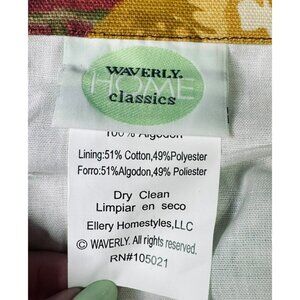 WAVERLY.
HOME
classics
100% Algodon
Lining:51% Cotton,49%Polyester
Forro:51%Algodon,49% Poliester
Dry Clean
Limpiar en seco
Ellery Homestyles,LLC
© WAVERLY. All rights reserved.
RN#105021